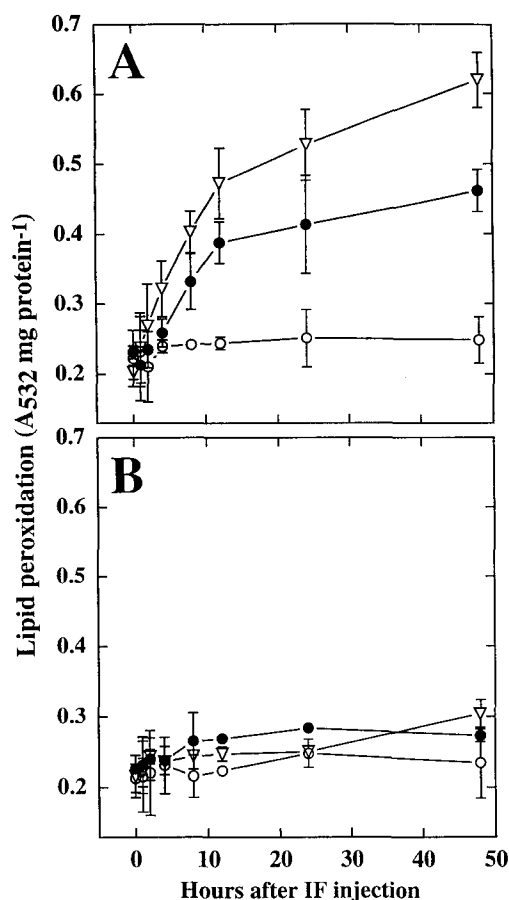 0.7
A
0.6
0.5
0.4
0.3
0.2
Lipid peroxidation (A532 mg protein-1)
0.7
B
0.6
0.5
0.4
0.3
0.2
0 10 20 30 40 50
Hours after IF injection